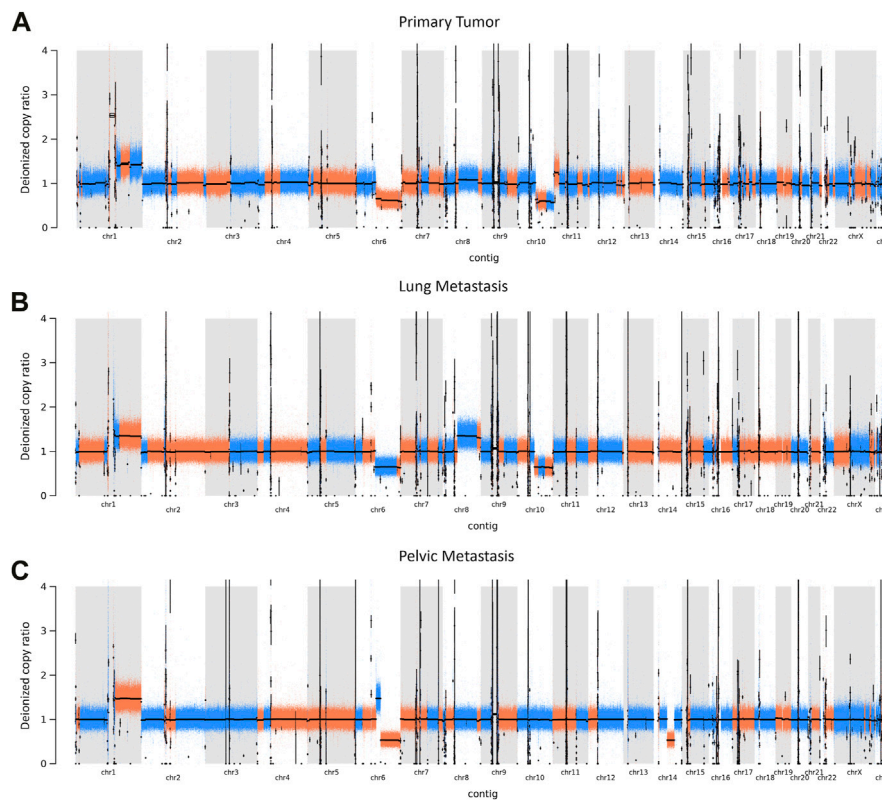 A
Primary Tumor
Deionized copy ratio
4
3
2
1
0
chr1 chr3 chr5 chr7 chr9 chr11 chr13 chr15 chr17 chr19 chr21 chrX
chr2 chr4 chr6 chr8 chr10 chr12 chr14 chr16 chr18 chr20 chr22
contig
B
Lung Metastasis
Deionized copy ratio
4
3
2
1
0
chr1 chr3 chr5 chr7 chr9 chr11 chr13 chr15 chr17 chr19 chr21 chrX
chr2 chr4 chr6 chr8 chr10 chr12 chr14 chr16 chr18 chr20 chr22
contig
C
Pelvic Metastasis
Deionized copy ratio
4
3
2
1
0
chr1 chr3 chr5 chr7 chr9 chr11 chr13 chr15 chr17 chr19 chr21 chrX
chr2 chr4 chr6 chr8 chr10 chr12 chr14 chr16 chr18 chr20 chr22
contig